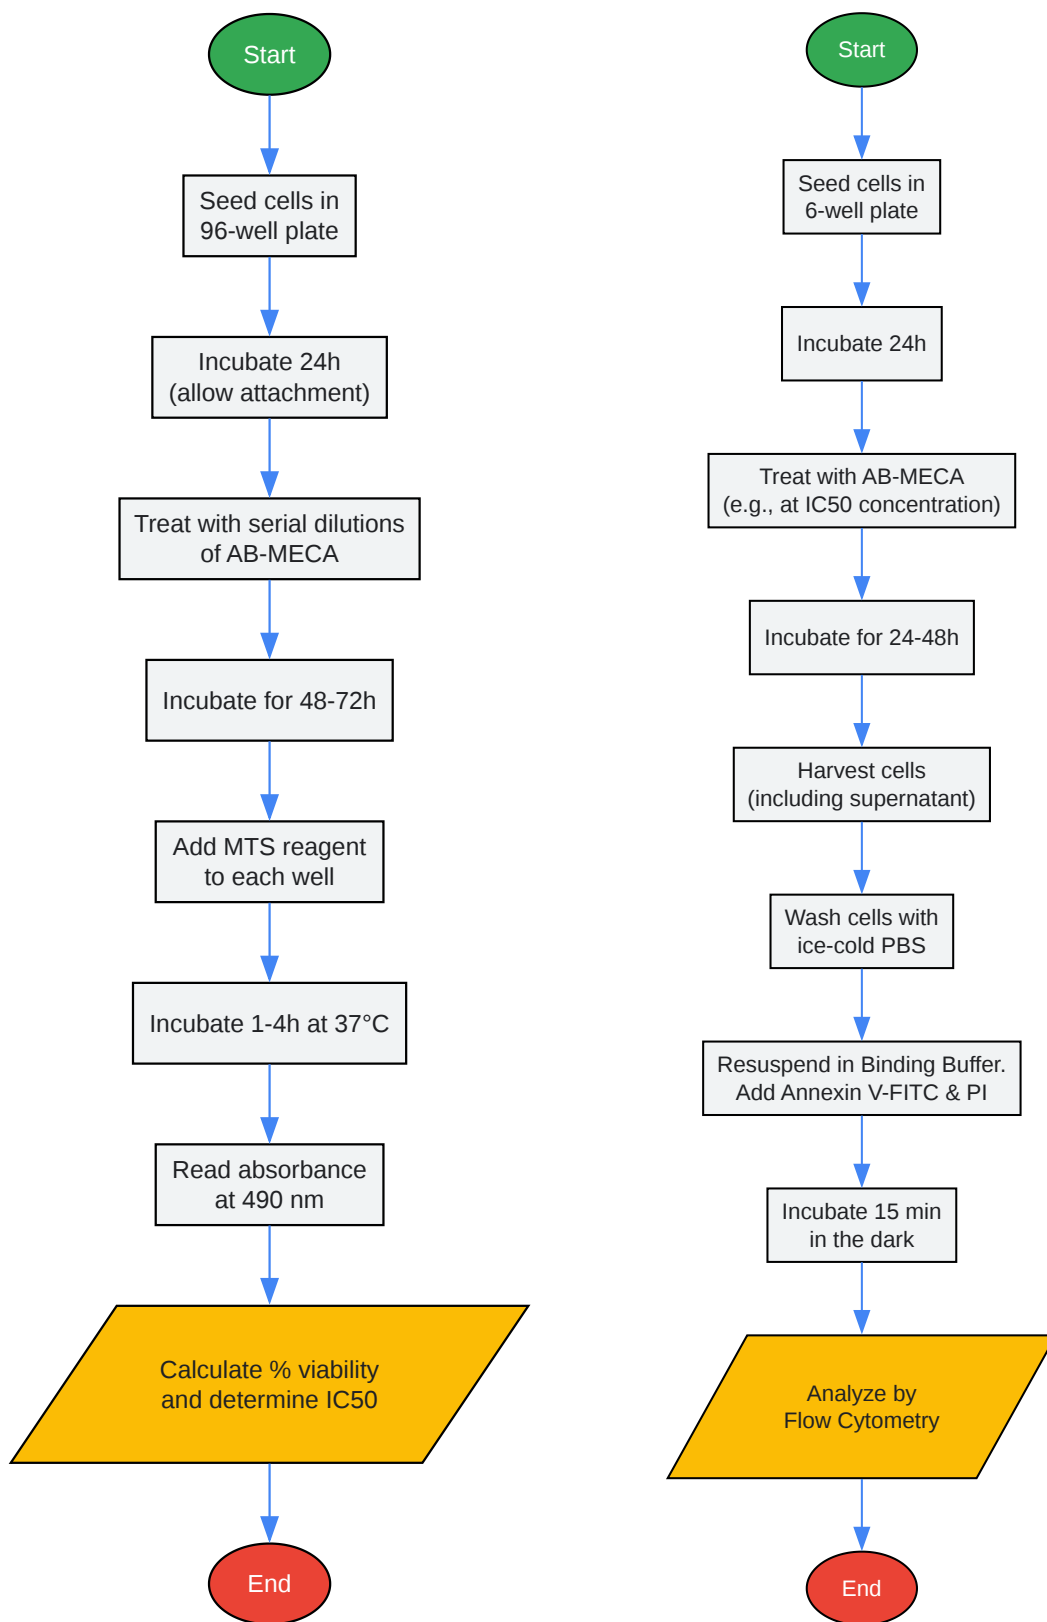 Start
Seed cells in
96-well plate
Incubate 24h
(allow attachment)
Treat with serial dilutions
of AB-MECA
Incubate for 48-72h
Add MTS reagent
to each well
Incubate 1-4h at 37°C
Read absorbance
at 490 nm
Calculate % viability
and determine IC50
End
Start
Seed cells in
6-well plate
Incubate 24h
Treat with AB-MECA
(e.g., at IC50 concentration)
Incubate for 24-48h
Harvest cells
(including supernatant)
Wash cells with
ice-cold PBS
Resuspend in Binding Buffer.
Add Annexin V-FITC & PI
Incubate 15 min
in the dark
Analyze by
Flow Cytometry
End